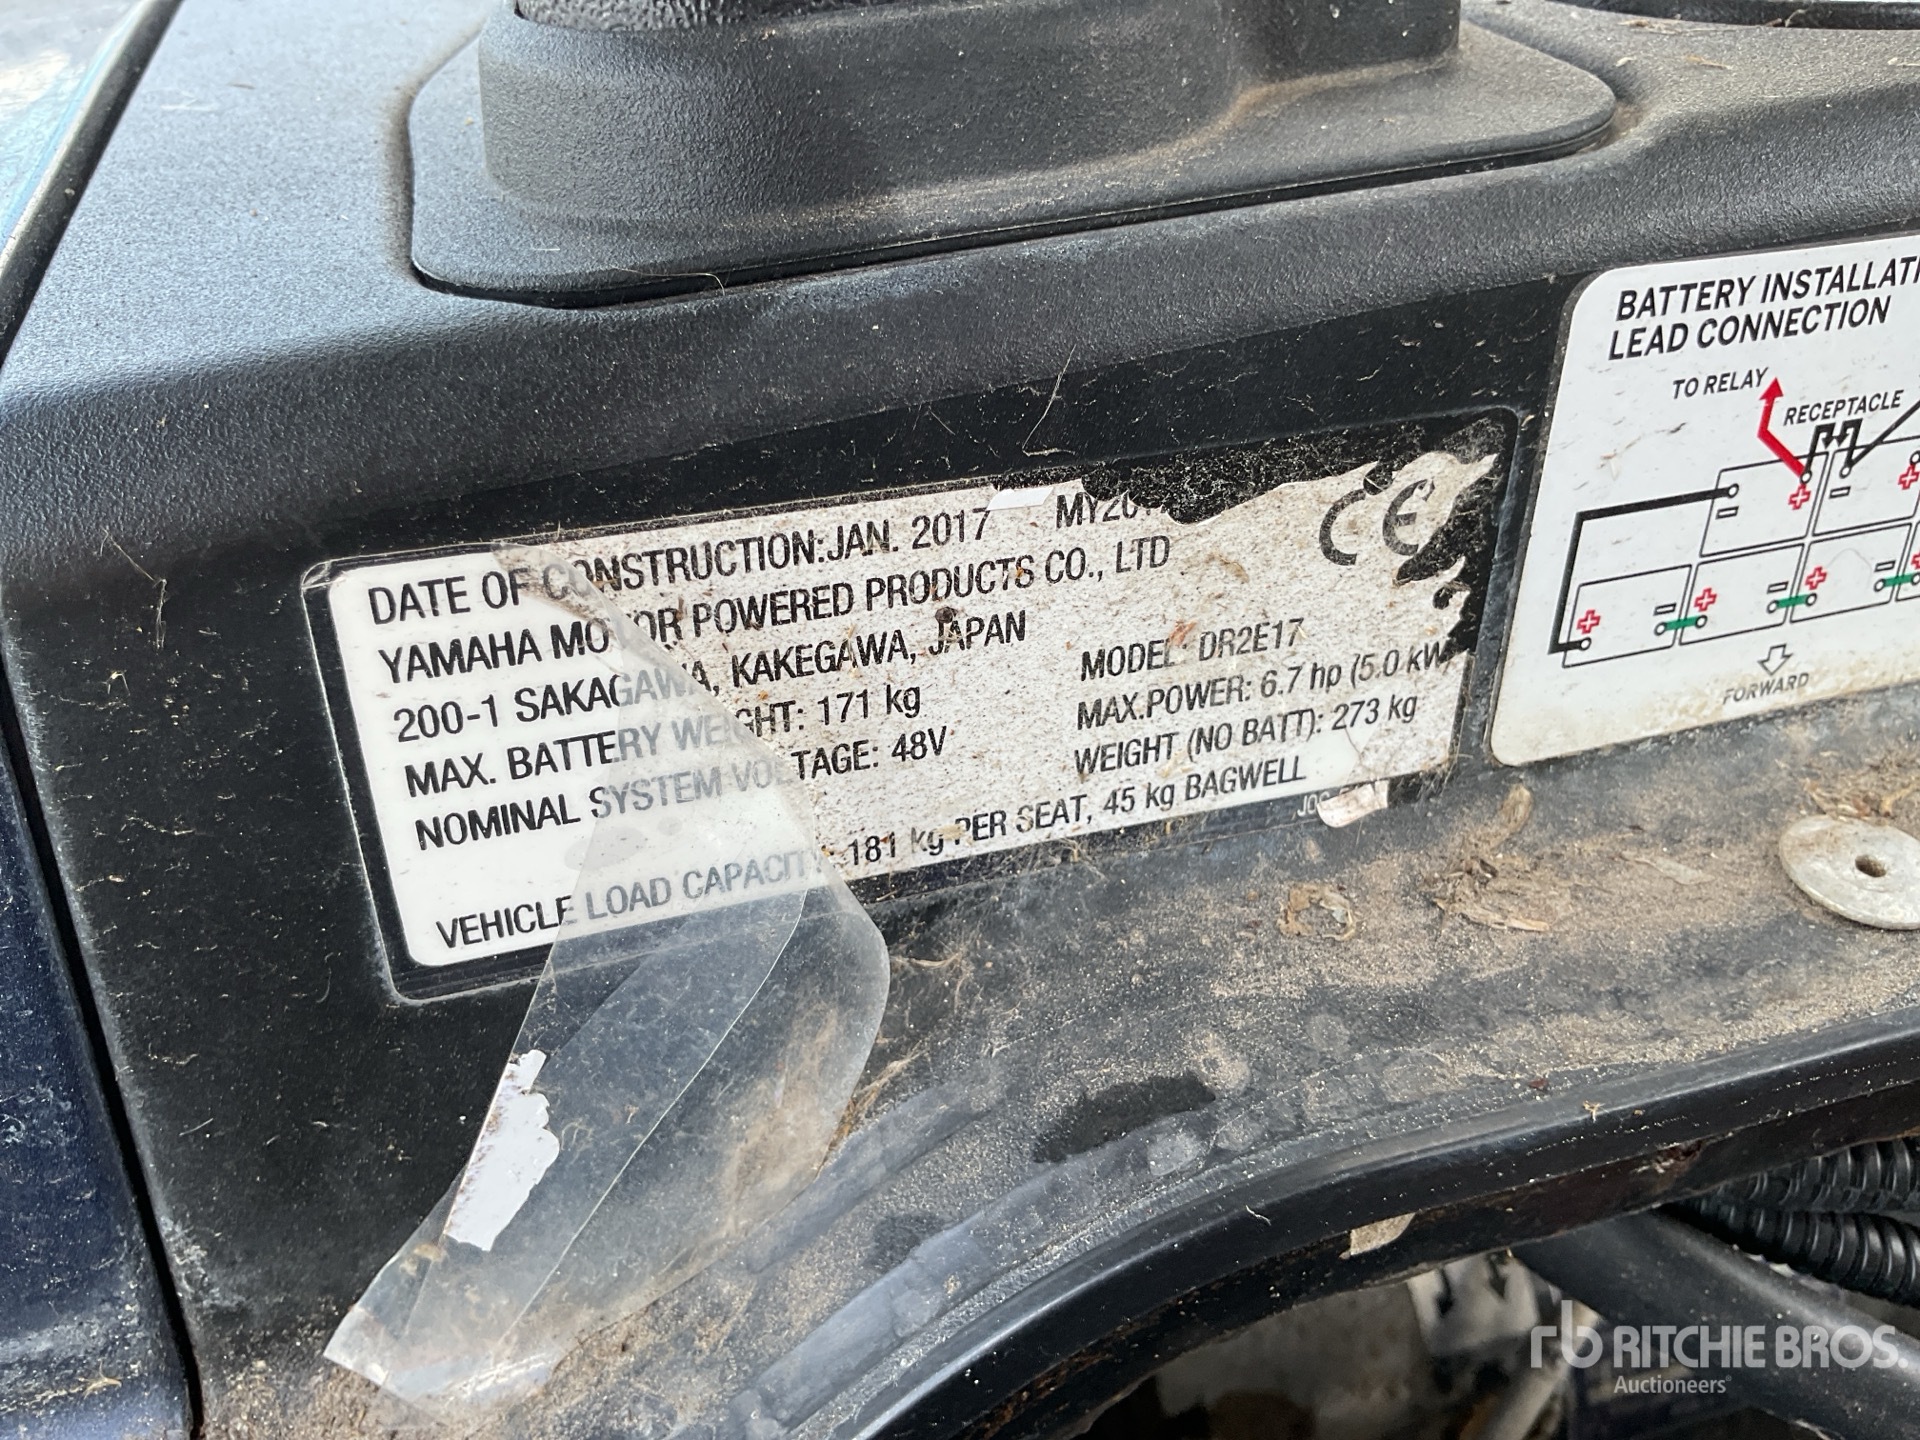 DATE OF CONSTRUCTION: JAN. 2017
YAMAHA MOTOR POWERED PRODUCTS CO., LTD
200-1 SAKAGAWA, KAKEGAWA, JAPAN
MAX. BATTERY WEIGHT: 171 kg
NOMINAL SYSTEM VOLTAGE: 48V
CE
MODEL: DR2E17
MAX.POWER: 6.7 hp (5.0 kW
WEIGHT (NO BATT): 273 kg
VEHICLE LOAD CAPACITY: 181 kg PER SEAT, 45 kg BAGWELL
BATTERY INSTALLATI
LEAD CONNECTION
TO RELAY
RECEPTACLE
FORWARD
rb RITCHIE BROS.
Auctioneers